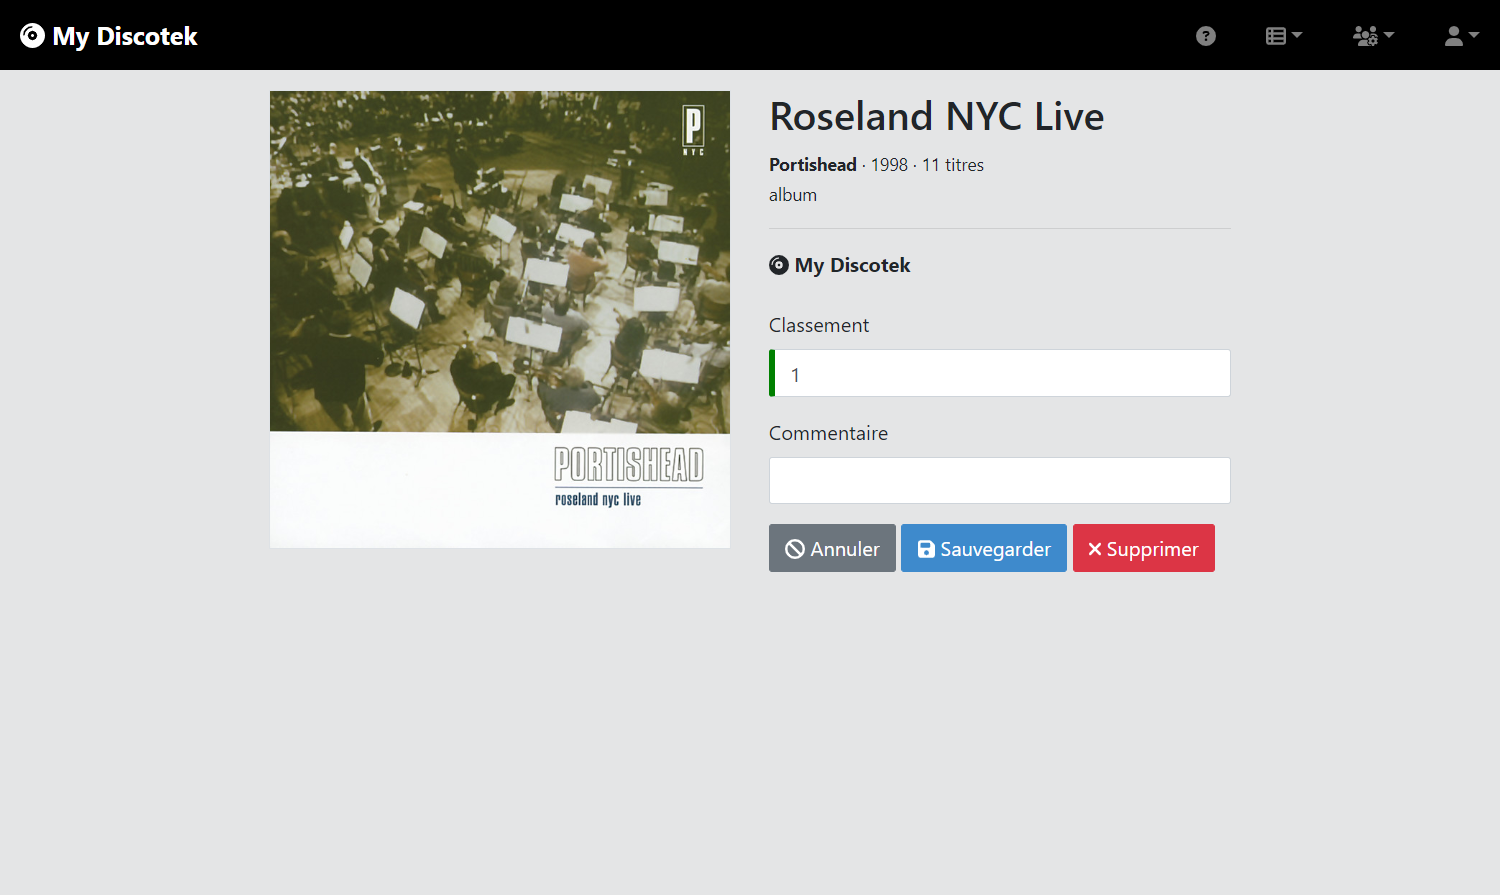 My Discotek
P
NYC
PORTISHEAD
roseland nyc live
Roseland NYC Live
Portishead · 1998 · 11 titres
album
My Discotek
Classement
1
Commentaire
Annuler
Sauvegarder
Supprimer